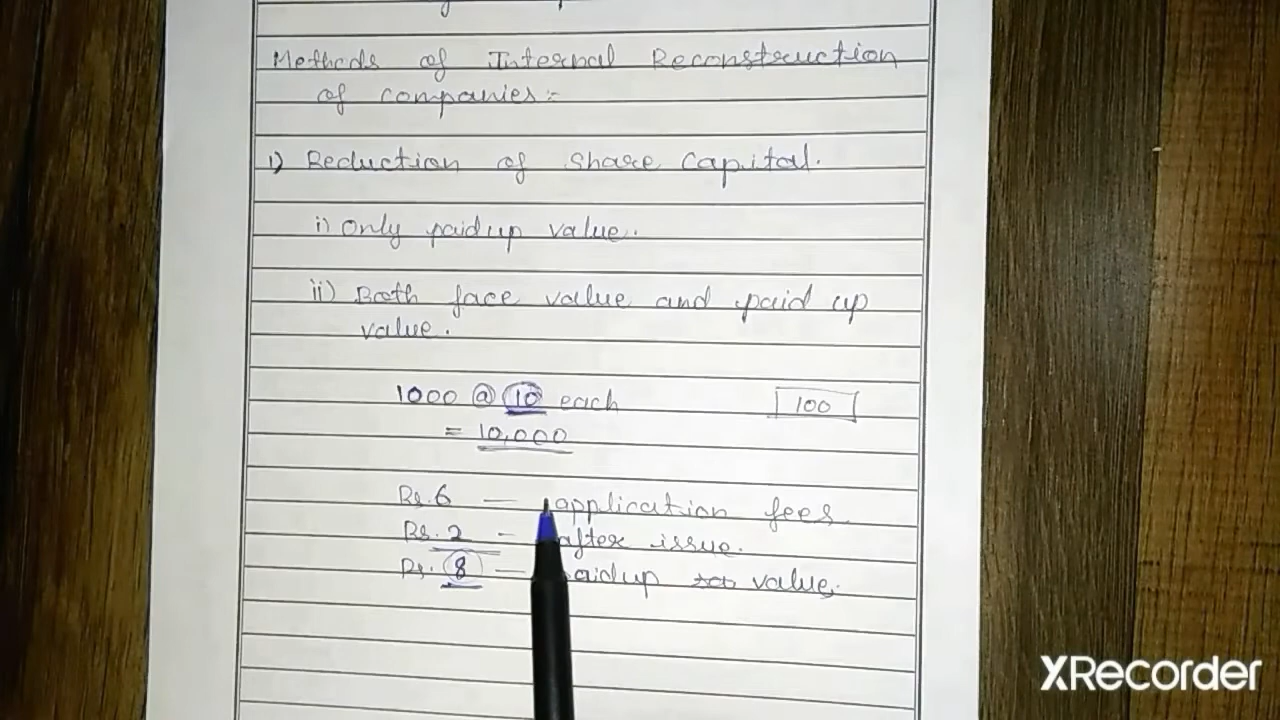 Methods of Internal Reconstruction
of companies:-
1) Reduction of share capital.
i) Only paidup value.
ii) Both face value and paid up
value.
1000 @ 10 each 100
= 10,000
Rs. 6 — application fees
Rs. 2 - after issue.
Rs. 8 — aidup value.
XRecorder